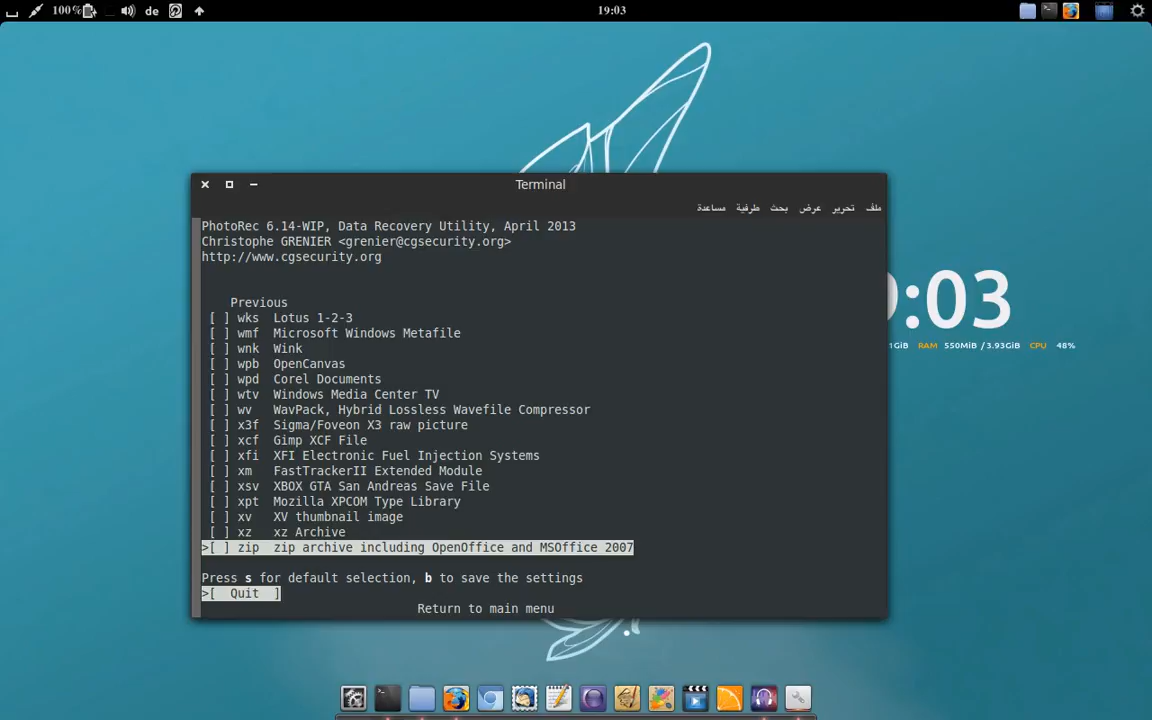 100%
de
19:03
Terminal
ملف تحرير عرض بحث طرفية مساعدة
PhotoRec 6.14-WIP, Data Recovery Utility, April 2013
Christophe GRENIER <grenier@cgsecurity.org>
http://www.cgsecurity.org
Previous
[ ] wks Lotus 1-2-3
[ ] wmf Microsoft Windows Metafile
[ ] wnk Wink
[ ] wpb OpenCanvas
[ ] wpd Corel Documents
[ ] wtv Windows Media Center TV
[ ] wv WavPack, Hybrid Lossless Wavefile Compressor
[ ] x3f Sigma/Foveon X3 raw picture
[ ] xcf Gimp XCF File
[ ] xfi XFI Electronic Fuel Injection Systems
[ ] xm FastTrackerII Extended Module
[ ] xsv XBOX GTA San Andreas Save File
[ ] xpt Mozilla XPCOM Type Library
[ ] xv XV thumbnail image
[ ] xz xz Archive
>[ ] zip zip archive including OpenOffice and MSOffice 2007
Press s for default selection, b to save the settings
>[ Quit ]
Return to main menu
:03
1GiB RAM 550MiB / 3.93GiB CPU 48%